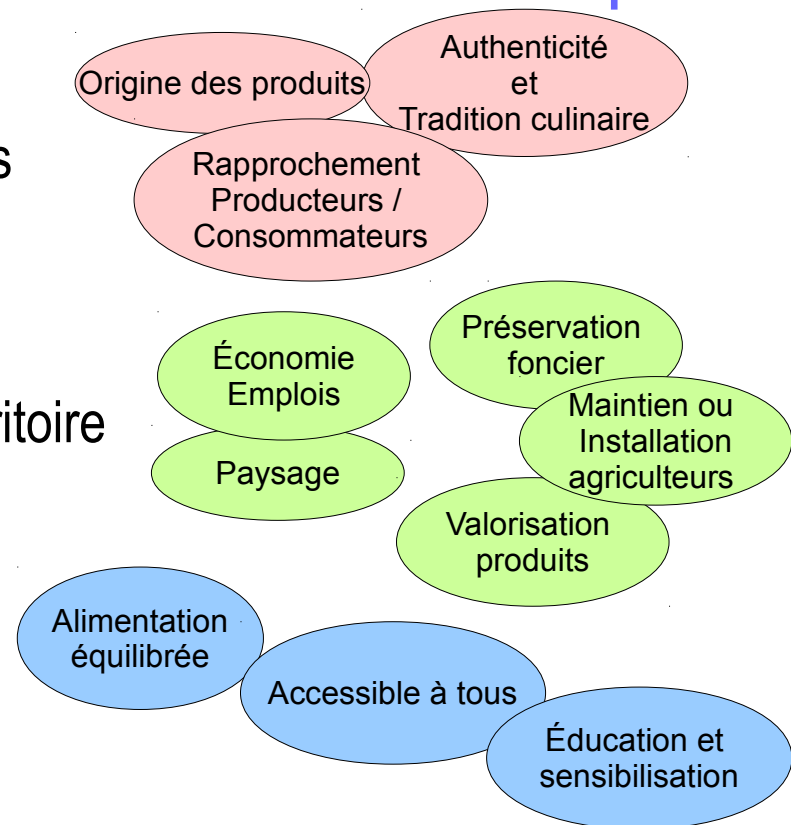 Origine des produits
Authenticité
et
Tradition culinaire
s
Rapprochement
Producteurs /
Consommateurs
Économie
Emplois
Préservation
foncier
ritoire
Maintien ou
Installation
agriculteurs
Paysage
Valorisation
produits
Alimentation
équilibrée
Accessible à tous
Éducation et
sensibilisation